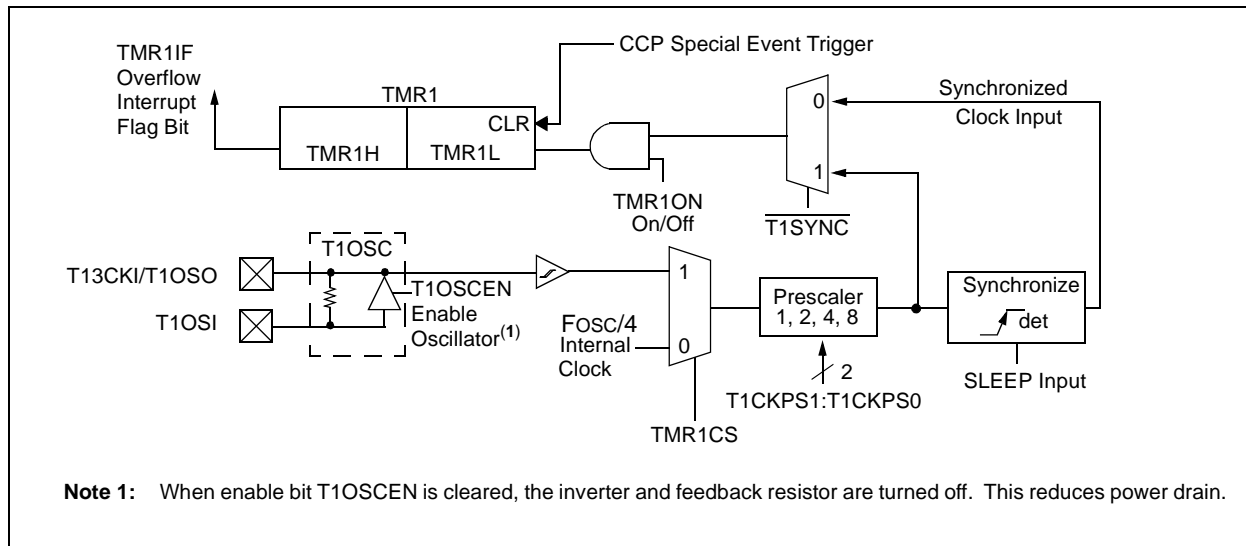 TMR1IF
Overflow
Interrupt
Flag Bit
TMR1
TMR1H
TMR1L
CLR
CCP Special Event Trigger
TMR1ON
On/Off
0
1
T1SYNC
Synchronized
Clock Input
T13CKI/T1OSO
T1OSI
T1OSC
T1OSCEN
Enable
Oscillator(1)
FOSC/4
Internal
Clock
1
0
TMR1CS
Prescaler
1, 2, 4, 8
2
T1CKPS1:T1CKPS0
Synchronize
det
SLEEP Input
Note 1: When enable bit T1OSCEN is cleared, the inverter and feedback resistor are turned off. This reduces power drain.